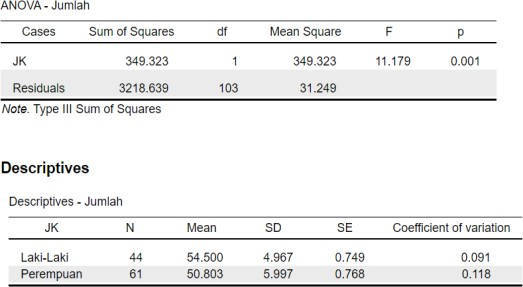 ANOVA - Jumlah
Cases Sum of Squares df Mean Square F p
JK 349.323 1 349.323 11.179 0.001
Residuals 3218.639 103 31.249
Note. Type III Sum of Squares
Descriptives
Descriptives - Jumlah
JK N Mean SD SE Coefficient of variation
Laki-Laki 44 54.500 4.967 0.749 0.091
Perempuan 61 50.803 5.997 0.768 0.118